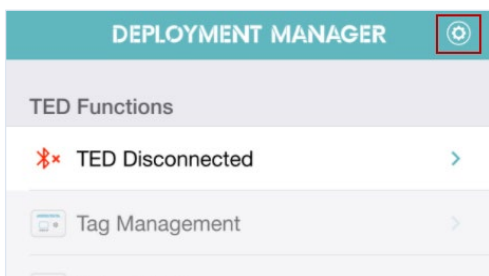 DEPLOYMENT MANAGER
TED Functions
TED Disconnected
Tag Management